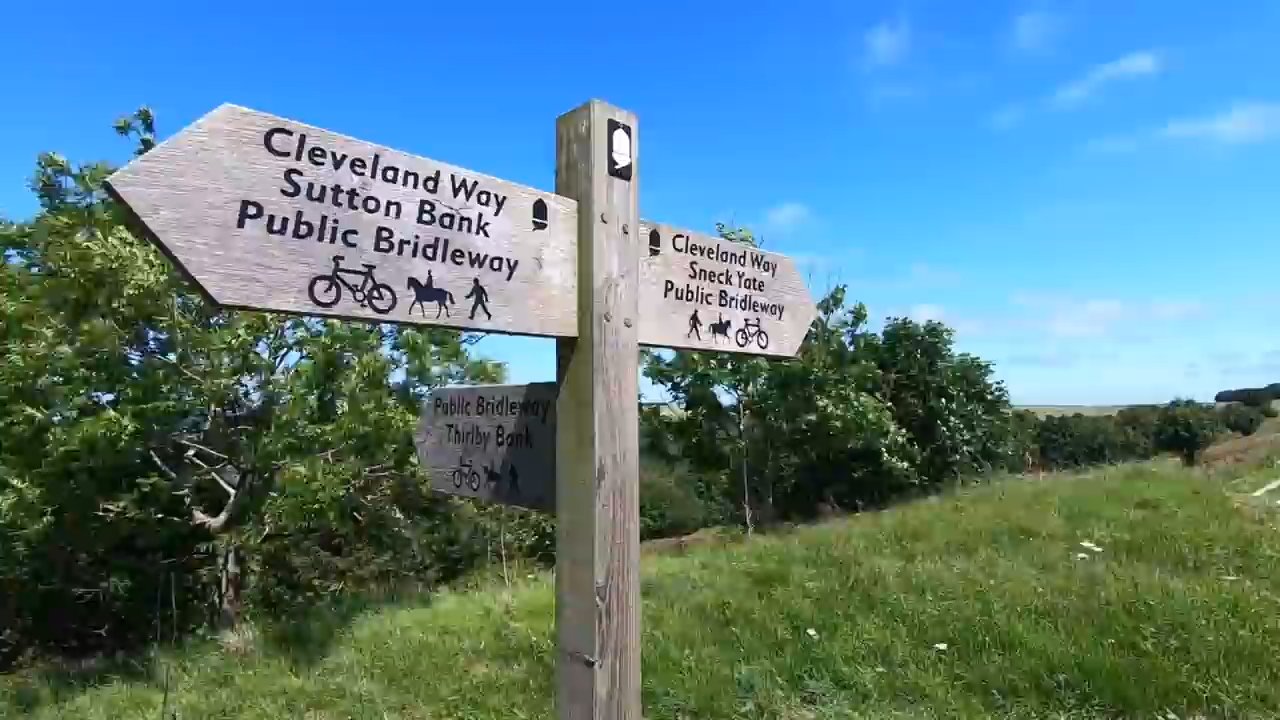 Cleveland Way
Sutton Bank
Public Bridleway
Cleveland Way
Sneck Yate
Public Bridleway
Public Bridleway
Thirlby Bank